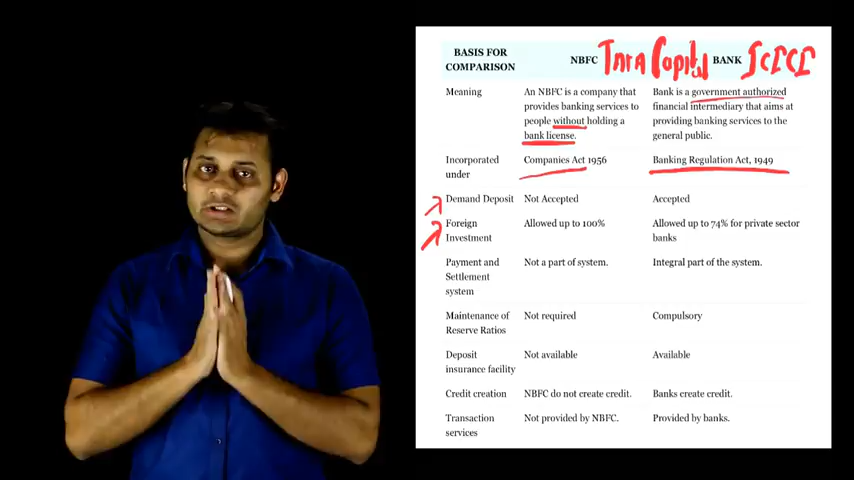 BASIS FOR COMPARISON NBFC Tara Capital BANK ICICI
Meaning
An NBFC is a company that
provides banking services to
people without holding a
bank license.
Bank is a government authorized
financial intermediary that aims at
providing banking services to the
general public.
Incorporated
under
Companies Act 1956
Banking Regulation Act, 1949
Demand Deposit
Not Accepted
Accepted
Foreign
Investment
Allowed up to 100%
Allowed up to 74% for private sector
banks
Payment and
Settlement
system
Not a part of system.
Integral part of the system.
Maintenance of
Reserve Ratios
Not required
Compulsory
Deposit
insurance facility
Not available
Available
Credit creation
NBFC do not create credit.
Banks create credit.
Transaction
services
Not provided by NBFC.
Provided by banks.